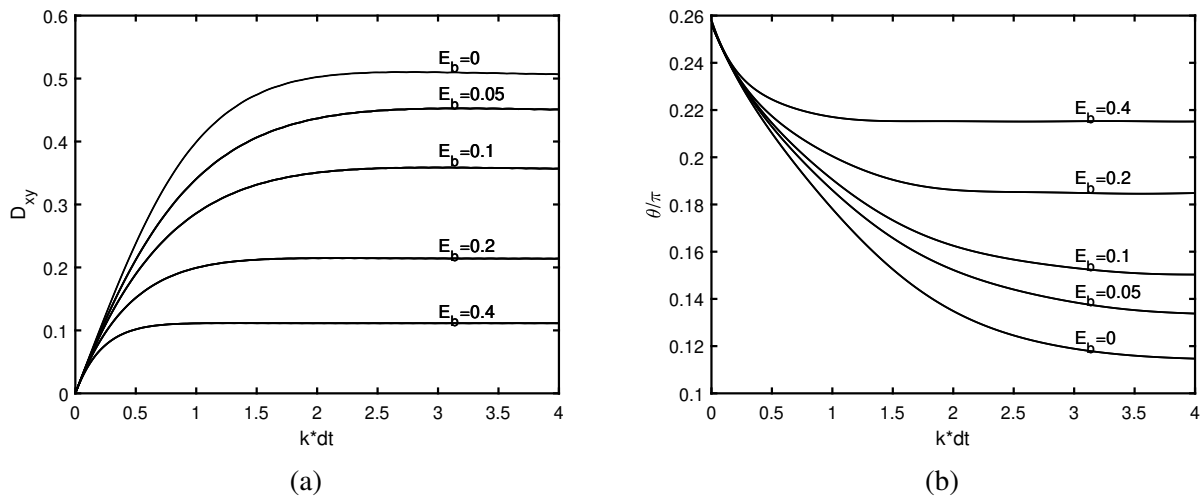 0.6
0.5
0.4
0.3
0.2
0.1
0
D_xy
E_b=0
E_b=0.05
E_b=0.1
E_b=0.2
E_b=0.4
0 0.5 1 1.5 2 2.5 3 3.5 4
k*dt
(a)
0.26
0.24
0.22
0.2
0.18
0.16
0.14
0.12
0.1
θ/π
E_b=0.4
E_b=0.2
E_b=0.1
E_b=0.05
E_b=0
0 0.5 1 1.5 2 2.5 3 3.5 4
k*dt
(b)